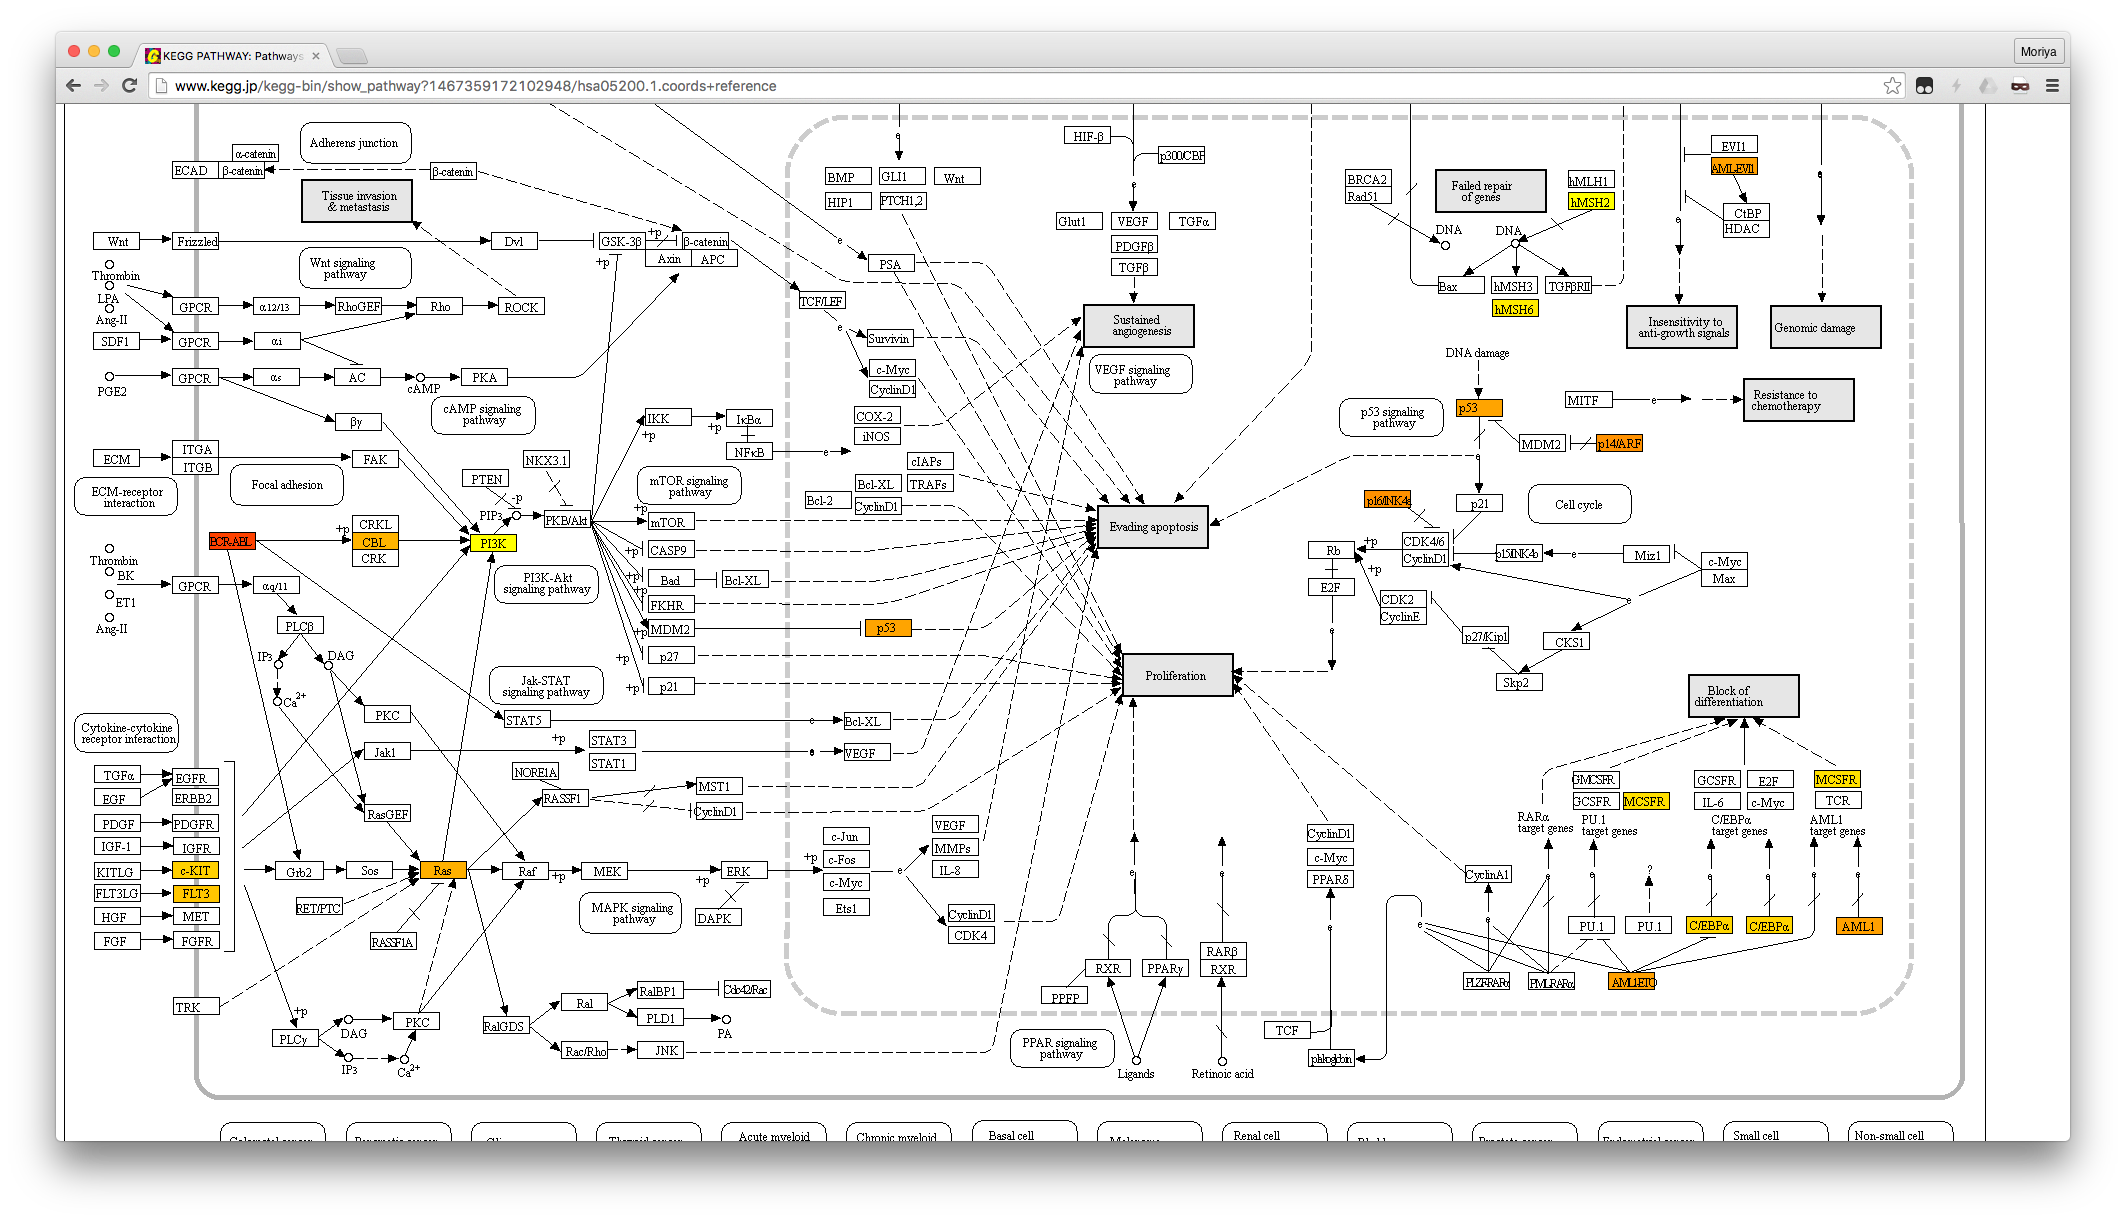 KEGG PATHWAY: Pathways
Moriya
www.kegg.jp/kegg-bin/show_pathway?1467359172102948/hsa05200.1.coords+reference
Adherens junction
α-catenin
ECAD
β-catenin
β-catenin
Tissue invasion
& metastasis
Wnt
Frizzled
Dvl
GSK-3β
+p
β-catenin
Axin
APC
+p
Wnt signaling
pathway
Thrombin
LPA
Ang-II
GPCR
α12/13
RhoGEF
Rho
ROCK
SDF1
GPCR
αi
PGE2
GPCR
αs
AC
cAMP
PKA
cAMP signaling
pathway
βγ
ECM
ITGA
ITGB
FAK
ECM-receptor
interaction
Focal adhesion
PTEN
NKX3.1
-p
PIP3
PKB/Akt
BCR-ABL
+p
CRKL
CBL
CRK
PI3K
PI3K-Akt
signaling pathway
Thrombin
BK
ET1
Ang-II
GPCR
αq/11
PLCβ
IP3
DAG
Ca2+
PKC
Jak-STAT
signaling pathway
Cytokine-cytokine
receptor interaction
Jak1
STAT5
+p
STAT3
STAT1
TGFα
EGFR
EGF
ERBB2
PDGF
PDGFR
IGF-1
IGFR
KITLG
c-KIT
FLT3LG
FLT3
HGF
MET
FGF
FGFR
RasGEF
NORE1A
RASSF1
MST1
CyclinD1
Grb2
Sos
Ras
Raf
+p
MEK
+p
ERK
+p
RET/PTC
RASSF1A
MAPK signaling
pathway
DAPK
TRK
+p
PLCγ
DAG
IP3
Ca2+
PKC
RalGDS
Ral
RalBP1
Cdc42/Rac
PLD1
PA
Rac/Rho
JNK
IKK
+p
+p
IκBα
NFκB
e
mTOR signaling
pathway
+p
mTOR
+p
CASP9
+p
Bad
Bcl-XL
+p
FKHR
+p
MDM2
p53
+p
p27
+p
p21
e
Bcl-XL
e
VEGF
e
BMP
GLI1
Wnt
HIP1
PTCH1,2
e
PSA
TCF/LEF
e
Survivin
c-Myc
CyclinD1
COX-2
iNOS
cIAPs
Bcl-XL
TRAFs
Bcl-2
CyclinD1
HIF-β
p300/CBP
e
Glut1
VEGF
TGFα
PDGFβ
TGFβ
Sustained
angiogenesis
VEGF signaling
pathway
Evading apoptosis
Proliferation
c-Jun
c-Fos
c-Myc
Ets1
e
VEGF
MMPs
IL-8
CyclinD1
CDK4
e
RXR
PPARγ
PPFP
RARβ
RXR
PPAR signaling
pathway
Ligands
Retinoic acid
BRCA2
Rad51
Failed repair
of genes
hMLH1
hMSH2
DNA
DNA
Bax
hMSH3
TGFβRII
hMSH6
EVI1
AML-EVI1
CtBP
HDAC
e
e
Insensitivity to
anti-growth signals
Genomic damage
DNA damage
p53
p53 signaling
pathway
MDM2
p14/ARF
e
MITF
e
Resistance to
chemotherapy
p16/INK4a
p21
Cell cycle
Rb
+p
CDK4/6
CyclinD1
p15/INK4b
e
Miz1
c-Myc
Max
+p
E2F
CDK2
CyclinE
e
e
p27/Kip1
CKS1
Skp2
Block of
differentiation
GMCSFR
GCSFR
MCSFR
GCSFR
E2F
IL-6
c-Myc
MCSFR
TCR
RARα
target genes
PU.1
target genes
C/EBPα
target genes
AML1
target genes
CyclinD1
c-Myc
PPARδ
e
CyclinA1
e
e
e
?
e
e
e
e
PU.1
PU.1
C/EBPα
C/EBPα
AML1
PLZF-RARα
PML-RARα
AML1-ETO
TCF
Colorectal cancer
Pancreatic cancer
Thyroid cancer
Acute myeloid
Chronic myeloid
Basal cell
Melanoma
Renal cell
Prostate cancer
Endometrial cancer
Small cell
Non-small cell